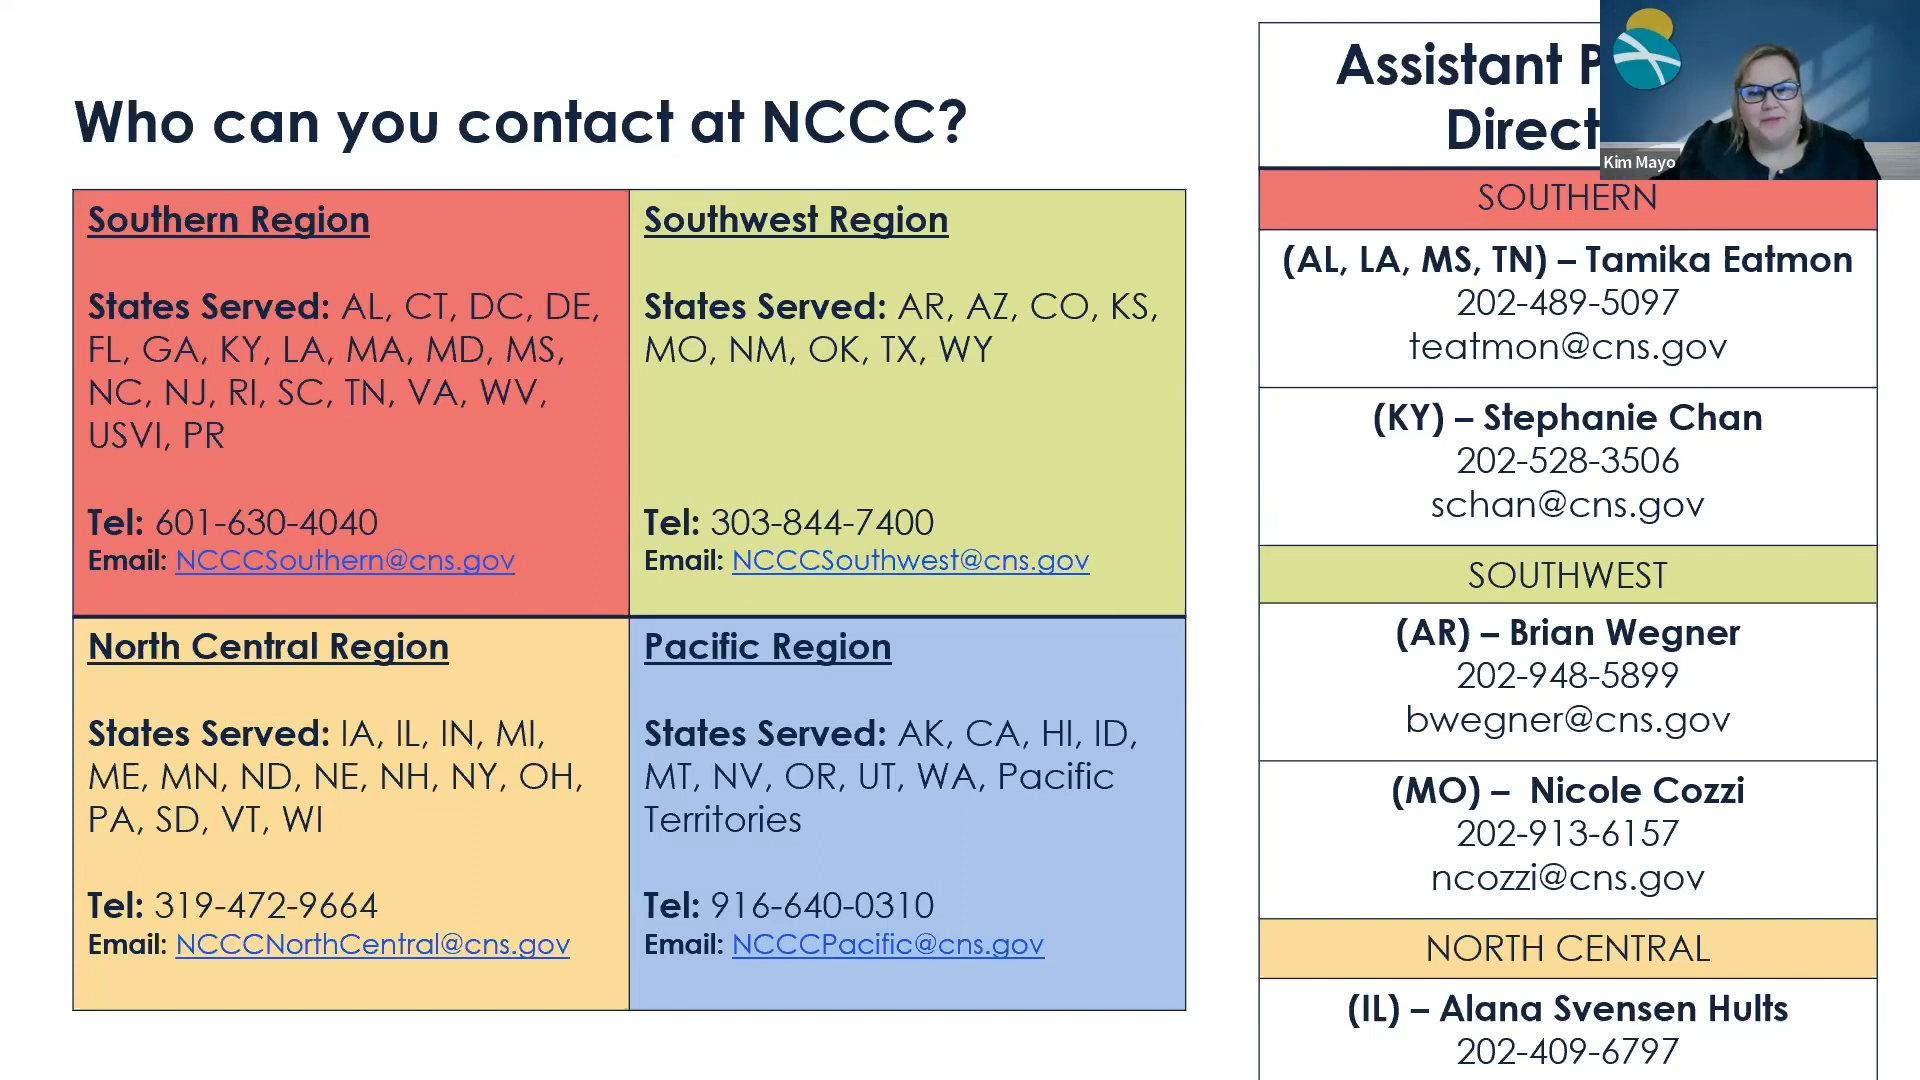 Who can you contact at NCCC?
Southern Region
States Served: AL, CT, DC, DE,
FL, GA, KY, LA, MA, MD, MS,
NC, NJ, RI, SC, TN, VA, WV,
USVI, PR
Tel: 601-630-4040
Email: NCCCSouthern@cns.gov
Southwest Region
States Served: AR, AZ, CO, KS,
MO, NM, OK, TX, WY
Tel: 303-844-7400
Email: NCCCSouthwest@cns.gov
North Central Region
States Served: IA, IL, IN, MI,
ME, MN, ND, NE, NH, NY, OH,
PA, SD, VT, WI
Tel: 319-472-9664
Email: NCCCNorthCentral@cns.gov
Pacific Region
States Served: AK, CA, HI, ID,
MT, NV, OR, UT, WA, Pacific
Territories
Tel: 916-640-0310
Email: NCCCPacific@cns.gov
Assistant
Kim Mayo
SOUTHERN
(AL, LA, MS, TN) – Tamika Eatmon
202-489-5097
teatmon@cns.gov
(KY) – Stephanie Chan
202-528-3506
schan@cns.gov
SOUTHWEST
(AR) – Brian Wegner
202-948-5899
bwegner@cns.gov
(MO) –  Nicole Cozzi
202-913-6157
ncozzi@cns.gov
NORTH CENTRAL
(IL) – Alana Svensen Hults
202-409-6797